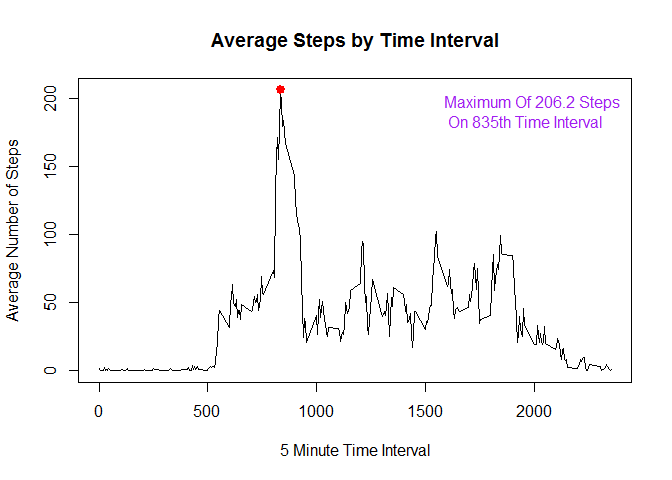 Average Steps by Time Interval
Maximum Of 206.2 Steps
On 835th Time Interval
Average Number of Steps
200
150
100
50
0
0 500 1000 1500 2000
5 Minute Time Interval